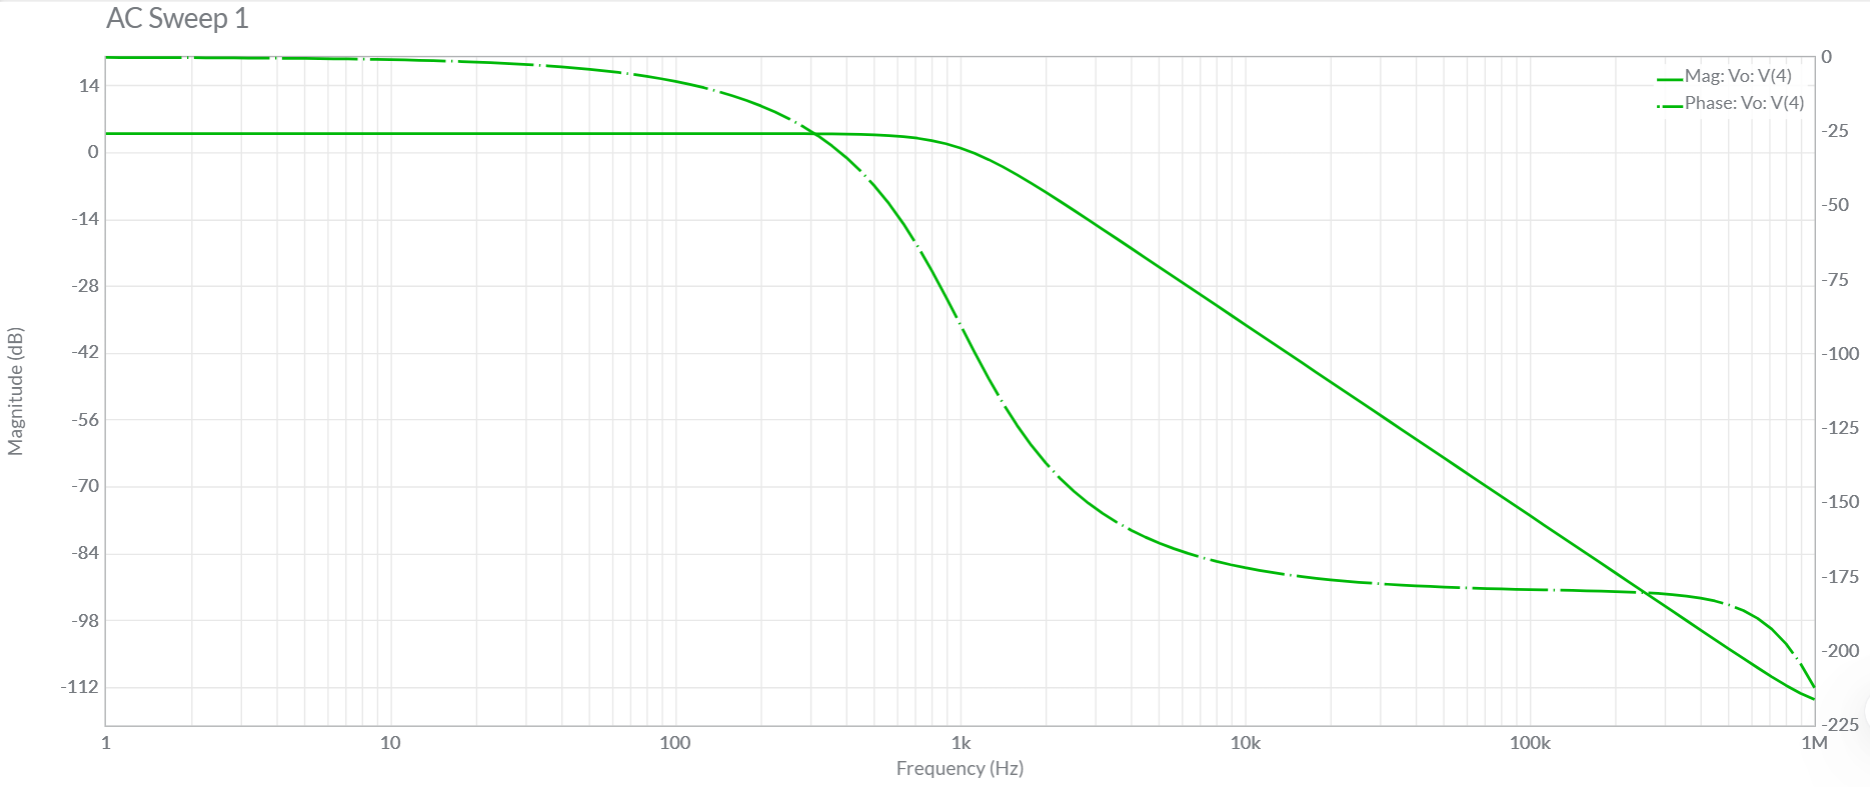 AC Sweep 1
Mag: Vo: V(4)
Phase: Vo: V(4)
Magnitude (dB)
14
0
-14
-28
-42
-56
-70
-84
-98
-112
0
-25
-50
-75
-100
-125
-150
-175
-200
-225
1
10
100
1k
10k
100k
1M
Frequency (Hz)